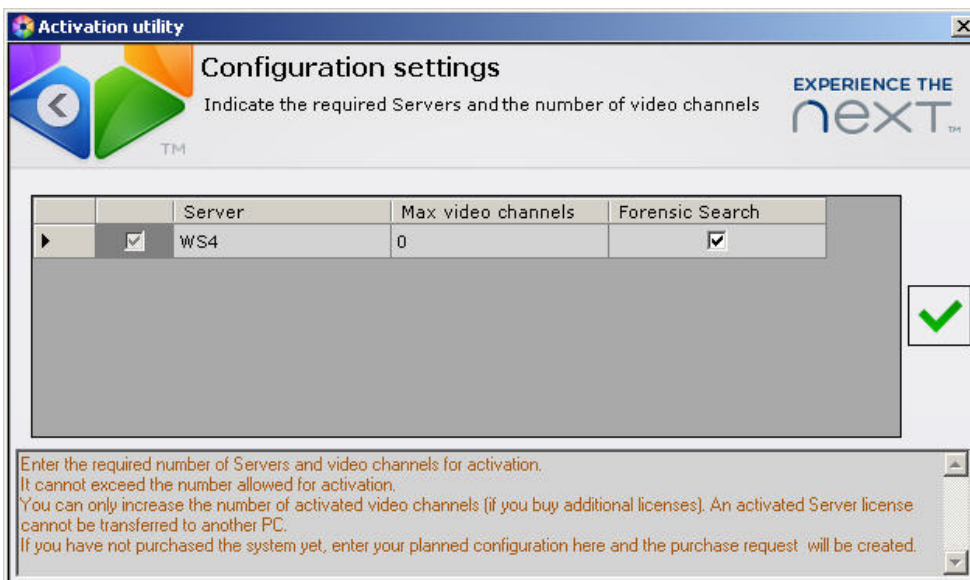 Activation utility
Configuration settings
Indicate the required Servers and the number of video channels
EXPERIENCE THE
next™
TM
Server Max video channels Forensic Search
WS4 0
Enter the required number of Servers and video channels for activation.
It cannot exceed the number allowed for activation.
You can only increase the number of activated video channels (if you buy additional licenses). An activated Server license
cannot be transferred to another PC.
If you have not purchased the system yet, enter your planned configuration here and the purchase request will be created.